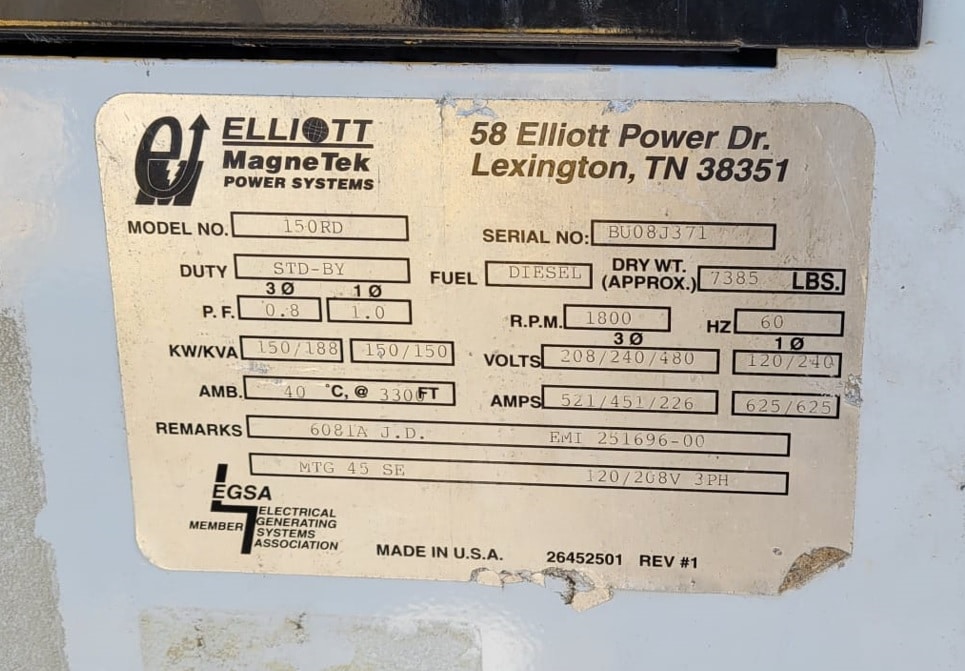 ELLIOTT
MagneTek
POWER SYSTEMS
58 Elliott Power Dr.
Lexington, TN 38351
MODEL NO. 150RD
SERIAL NO: BU08J371
DUTY STD-BY
FUEL DIESEL
DRY WT. (APPROX.) 7385 LBS.
3Ø 1Ø
P.F. 0.8 1.0
R.P.M. 1800
HZ 60
3Ø 1Ø
KW/KVA 150/188 150/150
VOLTS 208/240/480 120/240
AMB. 40 °C, @ 3300 FT
AMPS 521/451/226 625/625
REMARKS 6081A J.D. EMI 251696-00
MTG 45 SE 120/208V 3PH
EGSA
MEMBER
ELECTRICAL
GENERATING
SYSTEMS
ASSOCIATION
MADE IN U.S.A. 26452501 REV #1